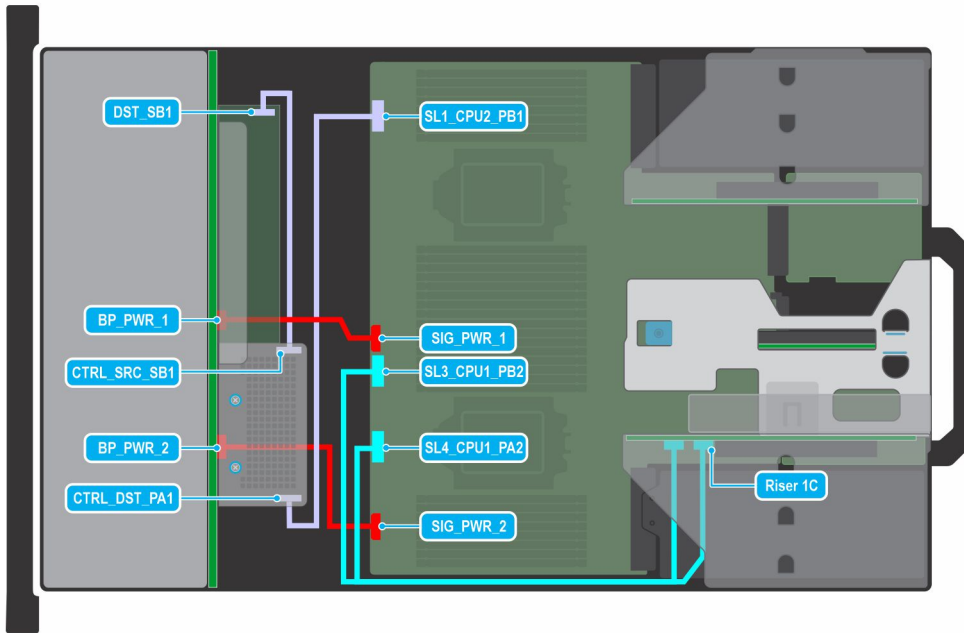 DST_SB1
SL1_CPU2_PB1
BP_PWR_1
SIG_PWR_1
CTRL_SRC_SB1
SL3_CPU1_PB2
BP_PWR_2
SL4_CPU1_PA2
CTRL_DST_PA1
Riser 1C
SIG_PWR_2